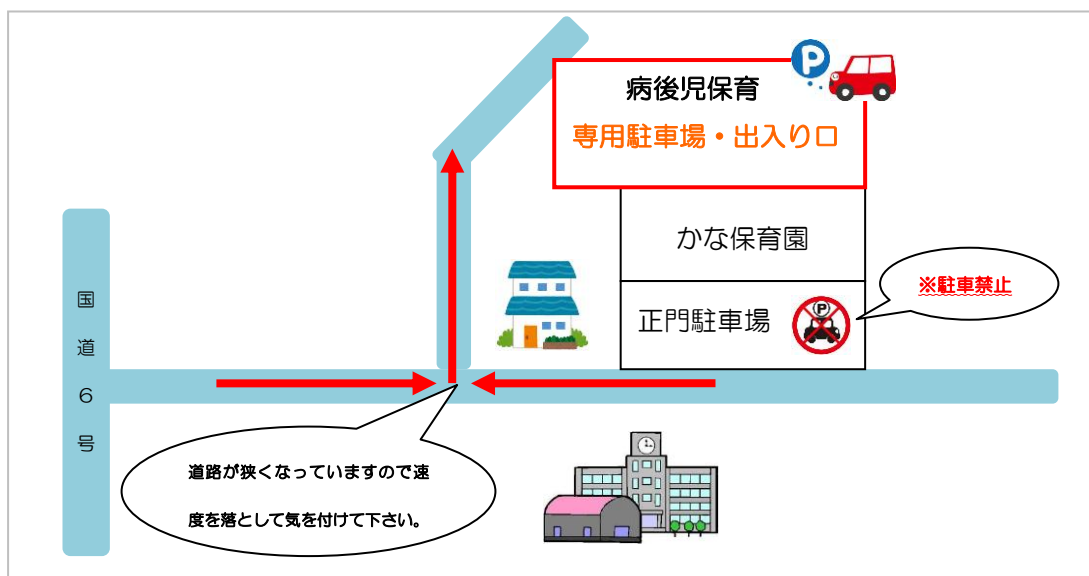 P
病後児保育
専用駐車場・出入り口
かな保育園
※駐車禁止
正門駐車場
P
国道6号
道路が狭くなっていますので速
度を落として気を付けて下さい。